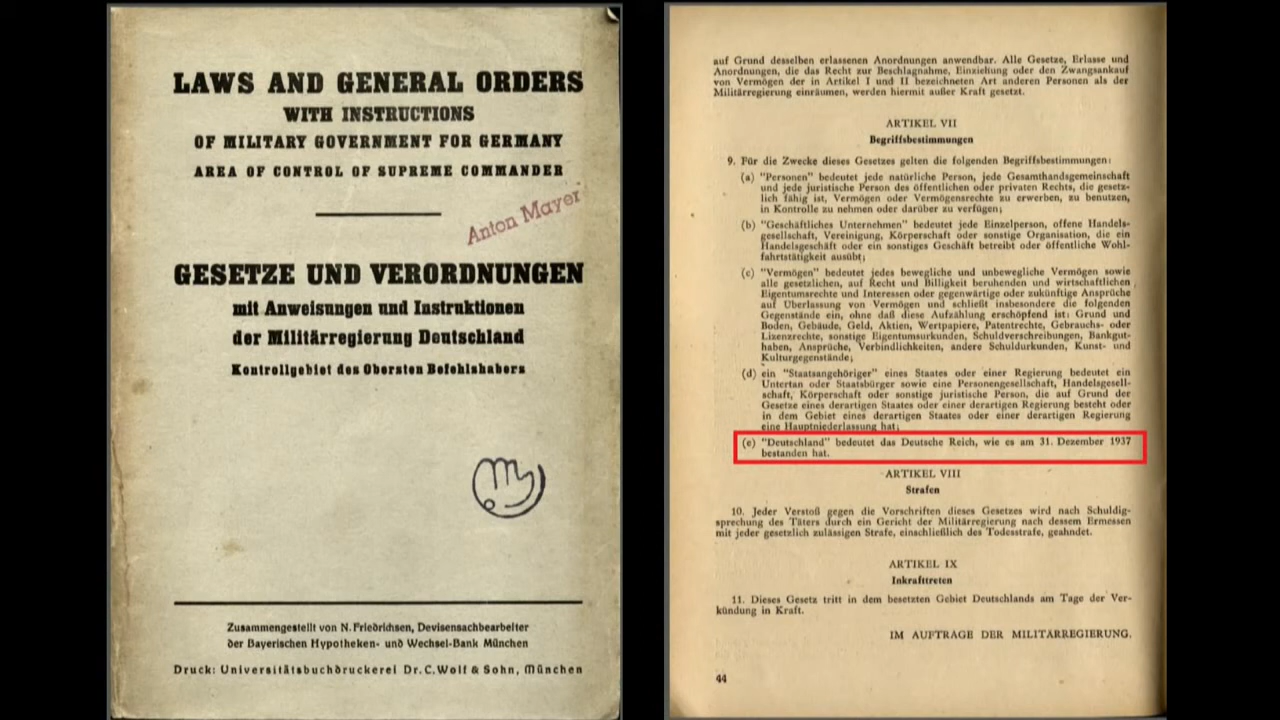 LAWS AND GENERAL ORDERS
WITH INSTRUCTIONS
OF MILITARY GOVERNMENT FOR GERMANY
AREA OF CONTROL OF SUPREME COMMANDER
Anton Mayer
GESETZE UND VERORDNUNGEN
mit Anweisungen und Instruktionen
der Militärregierung Deutschland
Kontrollgebiet des Obersten Befehlshabers
Zusammengestellt von N. Friedrichsen, Devisensachbearbeiter
der Bayerischen Hypotheken- und Wechsel-Bank München
Druck: Universitätsbuchdruckerei Dr. C. Wolf & Sohn, München
auf Grund desselben erlassenen Anordnungen anwendbar. Alle Gesetze, Erlasse und
Anordnungen, die das Recht zur Beschlagnahme, Einziehung oder den Zwangsankauf
von Vermögen der in Artikel I und II bezeichneten Art anderen Personen als der
Militärregierung einräumen, werden hiermit außer Kraft gesetzt.
ARTIKEL VII
Begriffsbestimmungen
9. Für die Zwecke dieses Gesetzes gelten die folgenden Begriffsbestimmungen:
(a) "Personen" bedeutet jede natürliche Person, jede Gesamthandsgemeinschaft
und jede juristische Person des öffentlichen oder privaten Rechts, die gesetz-
lich fähig ist, Vermögen oder Vermögensrechte zu erwerben, zu benutzen,
in Kontrolle zu nehmen oder darüber zu verfügen;
(b) "Geschäftliches Unternehmen" bedeutet jede Einzelperson, offene Handels-
gesellschaft, Vereinigung, Körperschaft oder sonstige Organisation, die ein
Handelsgeschäft oder ein sonstiges Geschäft betreibt oder öffentliche Wohl-
fahrtstätigkeit ausübt;
(c) "Vermögen" bedeutet jedes bewegliche und unbewegliche Vermögen sowie
alle gesetzlichen, auf Recht und Billigkeit beruhenden und wirtschaftlichen
Eigentumsrechte und Interessen oder gegenwärtige oder zukünftige Ansprüche
auf Überlassung von Vermögen und schließt insbesondere die folgenden
Gegenstände ein, ohne daß diese Aufzählung erschöpfend ist: Grund und
Boden, Gebäude, Geld, Aktien, Wertpapiere, Patentrechte, Gebrauchs- oder
Lizenzrechte, sonstige Eigentumsurkunden, Schuldverschreibungen, Bankgut-
haben, Ansprüche, Verbindlichkeiten, andere Schuldurkunden, Kunst- und
Kulturgegenstände;
(d) ein "Staatsangehöriger" eines Staates oder einer Regierung bedeutet ein
Untertan oder Staatsbürger sowie eine Personengesellschaft, Handelsgesell-
schaft, Körperschaft oder sonstige juristische Person, die auf Grund der
Gesetze eines derartigen Staates oder einer derartigen Regierung besteht oder
in dem Gebiet eines derartigen Staates oder einer derartigen Regierung
eine Hauptniederlassung hat;
(e) "Deutschland" bedeutet das Deutsche Reich, wie es am 31. Dezember 1937
bestanden hat.
ARTIKEL VIII
Strafen
10. Jeder Verstoß gegen die Vorschriften dieses Gesetzes wird nach Schuldig-
sprechung des Täters durch ein Gericht der Militärregierung nach dessem Ermessen
mit jeder gesetzlich zulässigen Strafe, einschließlich des Todesstrafe, geahndet.
ARTIKEL IX
Inkrafttreten
11. Dieses Gesetz tritt in dem besetzten Gebiet Deutschlands am Tage der Ver-
kündung in Kraft.
IM AUFTRAGE DER MILITÄRREGIERUNG.
44